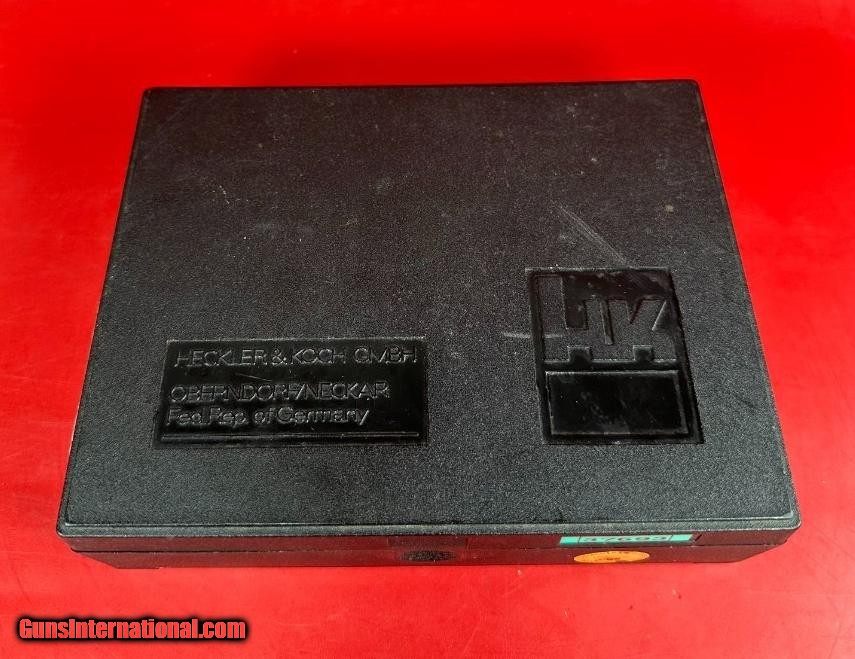 HK
HECKLER & KOCH GMBH
OBERNDORF/NECKAR
Fed. Rep. of Germany
GunsInternational.com